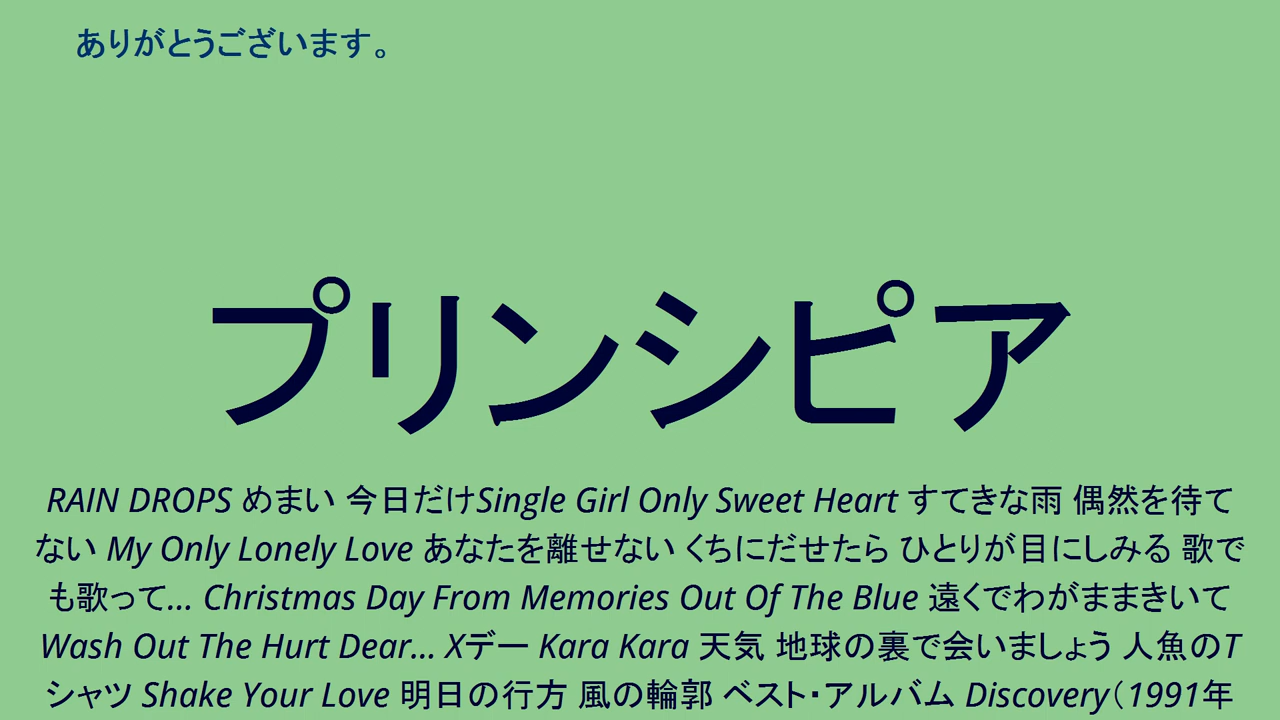 ありがとうございます。
プリンシピア
RAIN DROPS めまい 今日だけSingle Girl Only Sweet Heart すてきな雨 偶然を待て
ない My Only Lonely Love あなたを離せない くちにだせたら ひとりが目にしみる 歌で
も歌って... Christmas Day From Memories Out Of The Blue 遠くでわがままきいて
Wash Out The Hurt Dear... Xデー Kara Kara 天気 地球の裏で会いましょう 人魚のT
シャツ Shake Your Love 明日の行方 風の輪郭 ベスト・アルバム Discovery（1991年